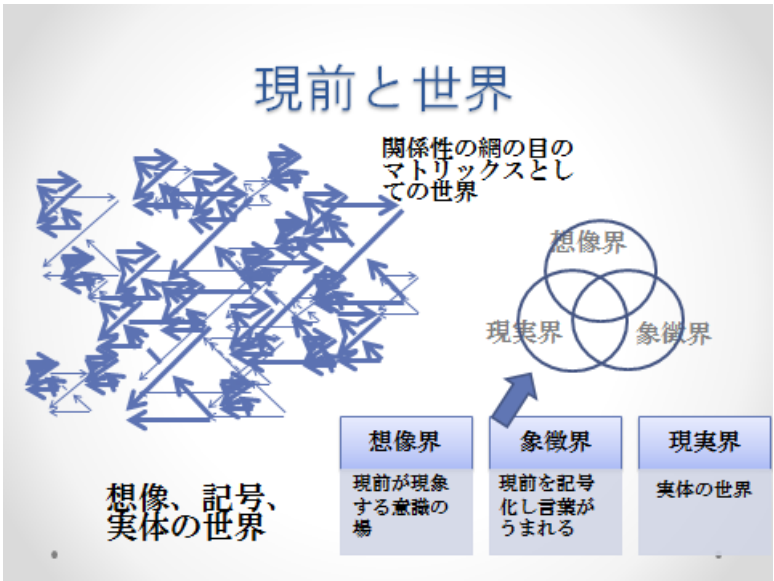 現前と世界
関係性の網の目の
マトリックスとし
ての世界
想像界
現実界
象徴界
想像界
現前が現象
する意識の
場
象徴界
現前を記号
化し言葉が
うまれる
現実界
実体の世界
想像、記号、
実体の世界